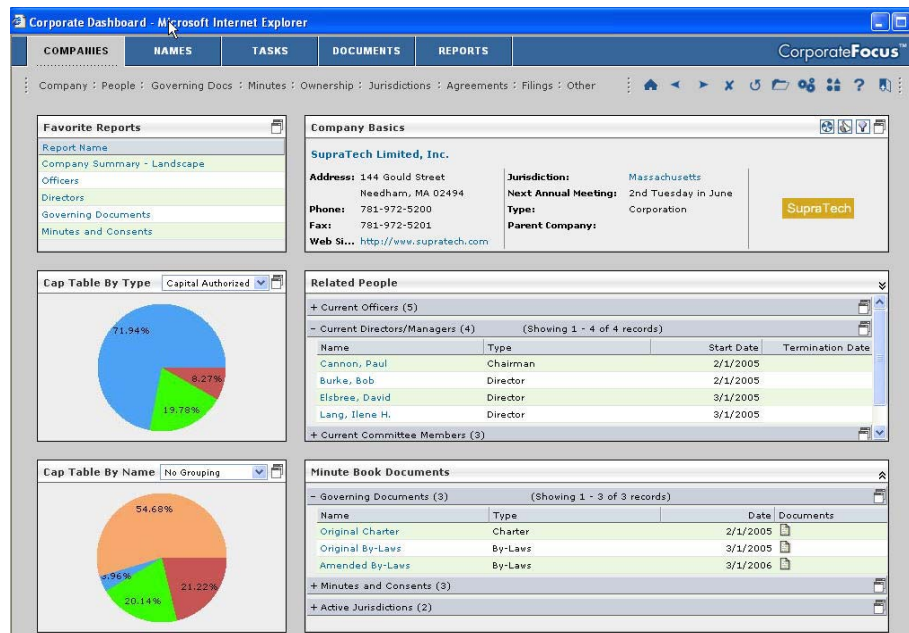 Corporate Dashboard - Microsoft Internet Explorer
COMPANIES NAMES TASKS DOCUMENTS REPORTS CorporateFocus™
Company : People : Governing Docs : Minutes : Ownership : Jurisdictions : Agreements : Filings : Other
Favorite Reports
Report Name
Company Summary - Landscape
Officers
Directors
Governing Documents
Minutes and Consents
Company Basics
SupraTech Limited, Inc.
Address: 144 Gould Street
Needham, MA 02494
Phone: 781-972-5200
Fax: 781-972-5201
Web Si... http://www.supratech.com
Jurisdiction: Massachusetts
Next Annual Meeting: 2nd Tuesday in June
Type: Corporation
Parent Company:
SupraTech
Cap Table By Type Capital Authorized
71.94%
8.27%
19.78%
Related People
+ Current Officers (5)
- Current Directors/Managers (4) (Showing 1 - 4 of 4 records)
Name Type Start Date Termination Date
Cannon, Paul Chairman 2/1/2005
Burke, Bob Director 2/1/2005
Elsbree, David Director 3/1/2005
Lang, Ilene H. Director 3/1/2005
+ Current Committee Members (3)
Cap Table By Name No Grouping
54.68%
3.96%
21.22%
20.14%
Minute Book Documents
- Governing Documents (3) (Showing 1 - 3 of 3 records)
Name Type Date Documents
Original Charter Charter 2/1/2005
Original By-Laws By-Laws 3/1/2005
Amended By-Laws By-Laws 3/1/2006
+ Minutes and Consents (3)
+ Active Jurisdictions (2)